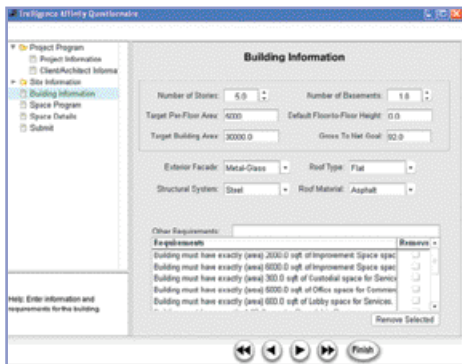 Trelligence Affinity Questionnaire
Project Program
Project Information
Client/Architect Informa
Site Information
Building Information
Space Program
Space Details
Submit
Building Information
Number of Stories: 5.0
Number of Basements: 1.0
Target Per-Floor Area: 6000
Default Floor-to-Floor Height: 0.0
Target Building Area: 30000.0
Gross To Net Goal: 82.0
Exterior Facade: Metal-Glass
Roof Type: Flat
Structural System: Steel
Roof Material: Asphalt
Other Requirements:
Requirements
Remove
Building must have exactly (area) 2000.0 sqft of Improvement Space spac
Building must have exactly (area) 6000.0 sqft of Improvement Space spac
Building must have exactly (area) 300.0 sqft of Custodial space for Servic
Building must have exactly (area) 6000.0 sqft of Office space for Commer
Building must have exactly (area) 600.0 sqft of Lobby space for Services.
Remove Selected
Help: Enter information and
requirements for the building.
Finish